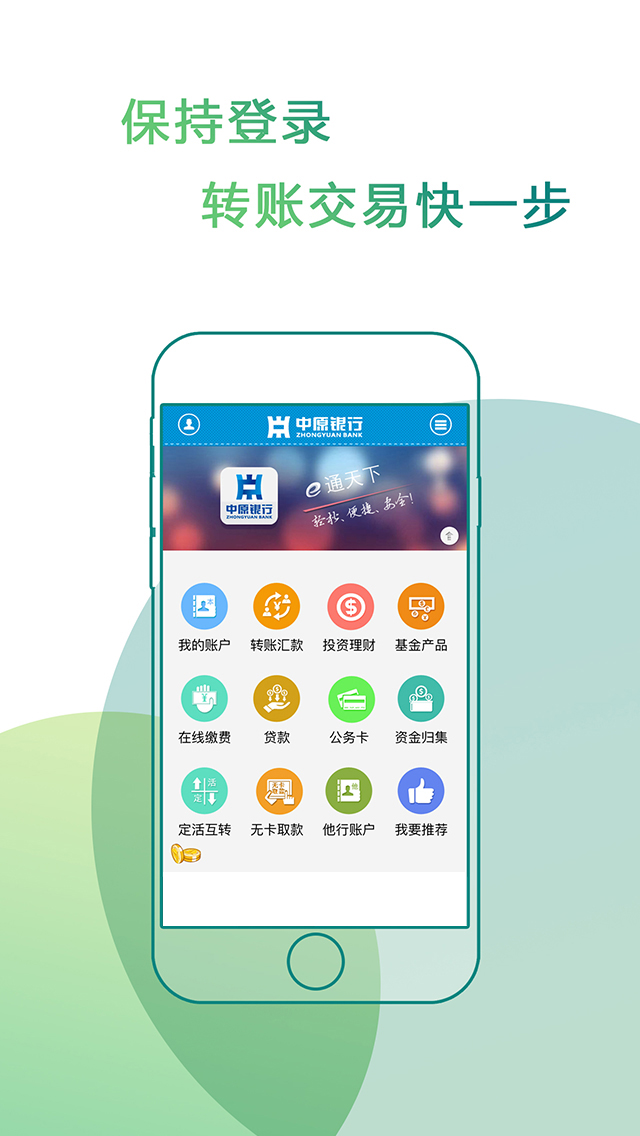 保持登录
转账交易快一步
中原银行
ZHONGYUAN BANK
e通天下
轻松、便捷、安全!
中原银行
ZHONGYUAN BANK
我的账户 转账汇款 投资理财 基金产品
在线缴费 贷款 公务卡 资金归集
活
定
他
定活互转 无卡取款 他行账户 我要推荐